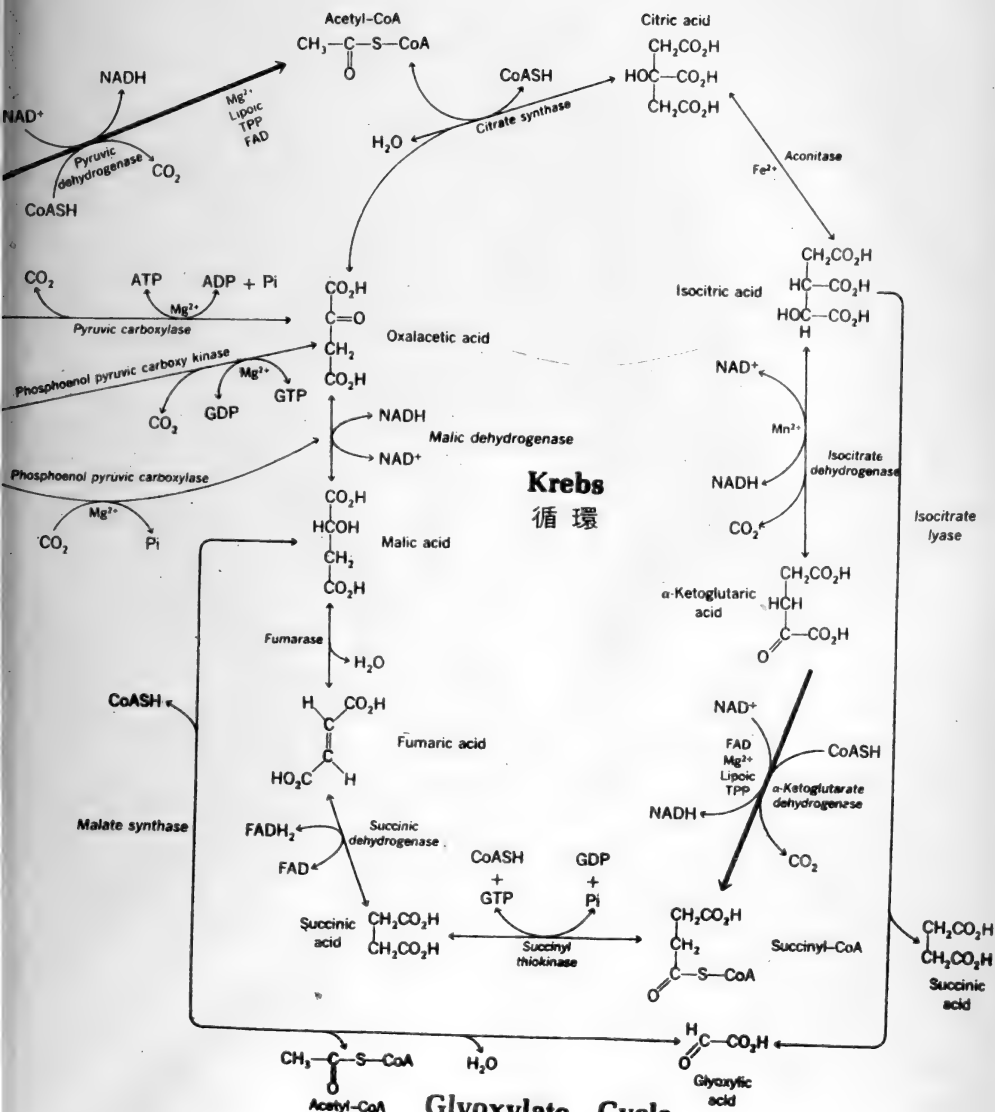 Acetyl-CoA
CH₃—C—S—CoA
O
Citric acid
CH₂CO₂H
HOC—CO₂H
CH₂CO₂H
NADH
NAD⁺
Mg²⁺
Lipoic
TPP
FAD
Pyruvic
dehydrogenase
CO₂
CoASH
CoASH
H₂O
Citrate synthase
Aconitase
Fe²⁺
CO₂
ATP
ADP + Pi
Mg²⁺
Pyruvic carboxylase
CO₂H
C=O
CH₂
CO₂H
Oxalacetic acid
Isocitric acid
CH₂CO₂H
HC—CO₂H
HOC—CO₂H
H
Phosphoenol pyruvic carboxy kinase
Mg²⁺
CO₂
GDP
GTP
NADH
NAD⁺
Malic dehydrogenase
NAD⁺
Mn²⁺
NADH
CO₂
Isocitrate
dehydrogenase
Isocitrate
lyase
Phosphoenol pyruvic carboxylase
Mg²⁺
CO₂
Pi
Krebs
循 環
CO₂H
HCOH
CH₂
CO₂H
Malic acid
α-Ketoglutaric
acid
CH₂CO₂H
HCH
C—CO₂H
O
Fumarase
H₂O
CoASH
H
CO₂H
C
C
HO₂C
H
Fumaric acid
NAD⁺
FAD
Mg²⁺
Lipoic
TPP
CoASH
α-Ketoglutarate
dehydrogenase
NADH
CO₂
Malate synthase
FADH₂
FAD
Succinic
dehydrogenase
CoASH
+
GTP
GDP
+
Pi
Succinic
acid
CH₂CO₂H
CH₂CO₂H
Succinyl
thiokinase
CH₂CO₂H
CH₂
C—S—CoA
O
Succinyl-CoA
CH₂CO₂H
CH₂CO₂H
Succinic
acid
H
C—CO₂H
O
Glyoxylic
acid
CH₃—C—S—CoA
O
Acetyl-CoA
H₂O
Glyoxylate Cycle